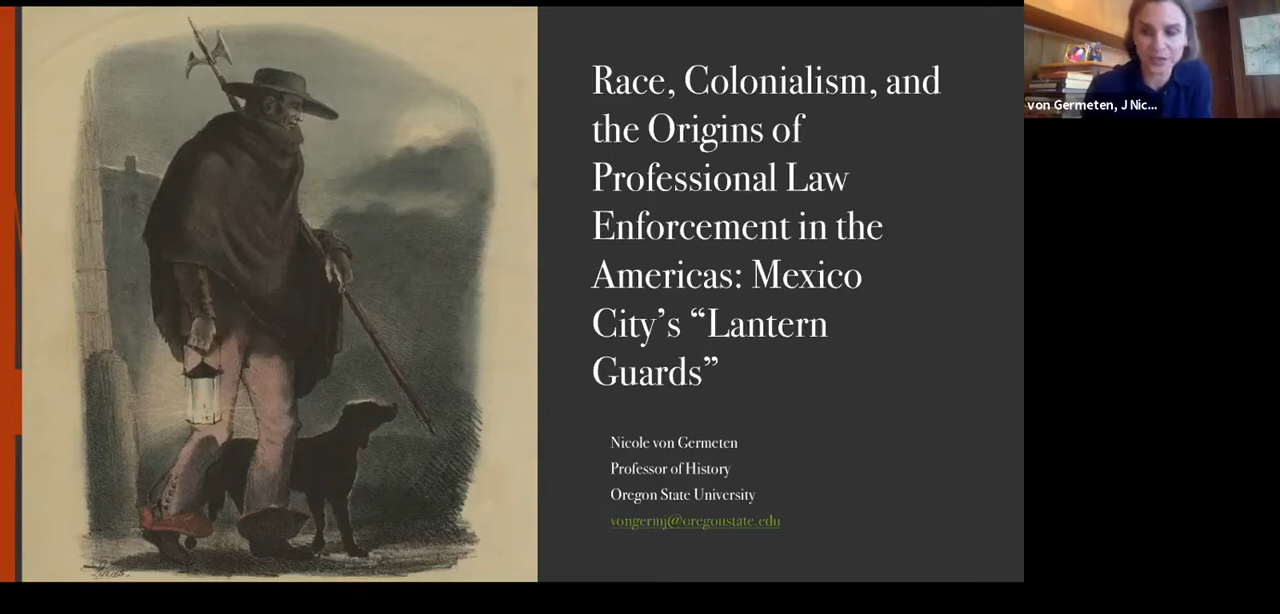 Race, Colonialism, and
the Origins of
Professional Law
Enforcement in the
Americas: Mexico
City’s “Lantern
Guards”
Nicole von Germeten
Professor of History
Oregon State University
vongermj@oregonstate.edu
von Germeten, J Nic...